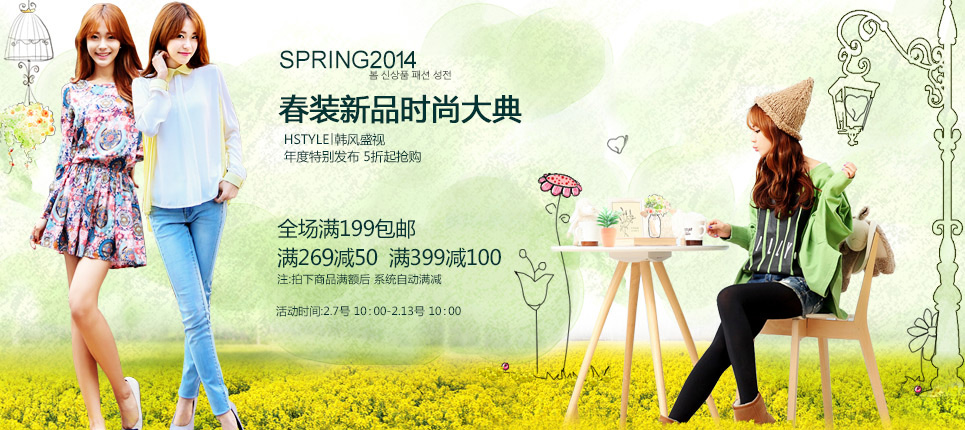 SPRING2014
봄 신상품 패션 성전
春装新品时尚大典
HSTYLE|韩风盛视
年度特别发布 5折起抢购
全场满199包邮
满269减50 满399减100
注:拍下商品满额后 系统自动满减
活动时间:2.7号 10:00-2.13号 10:00